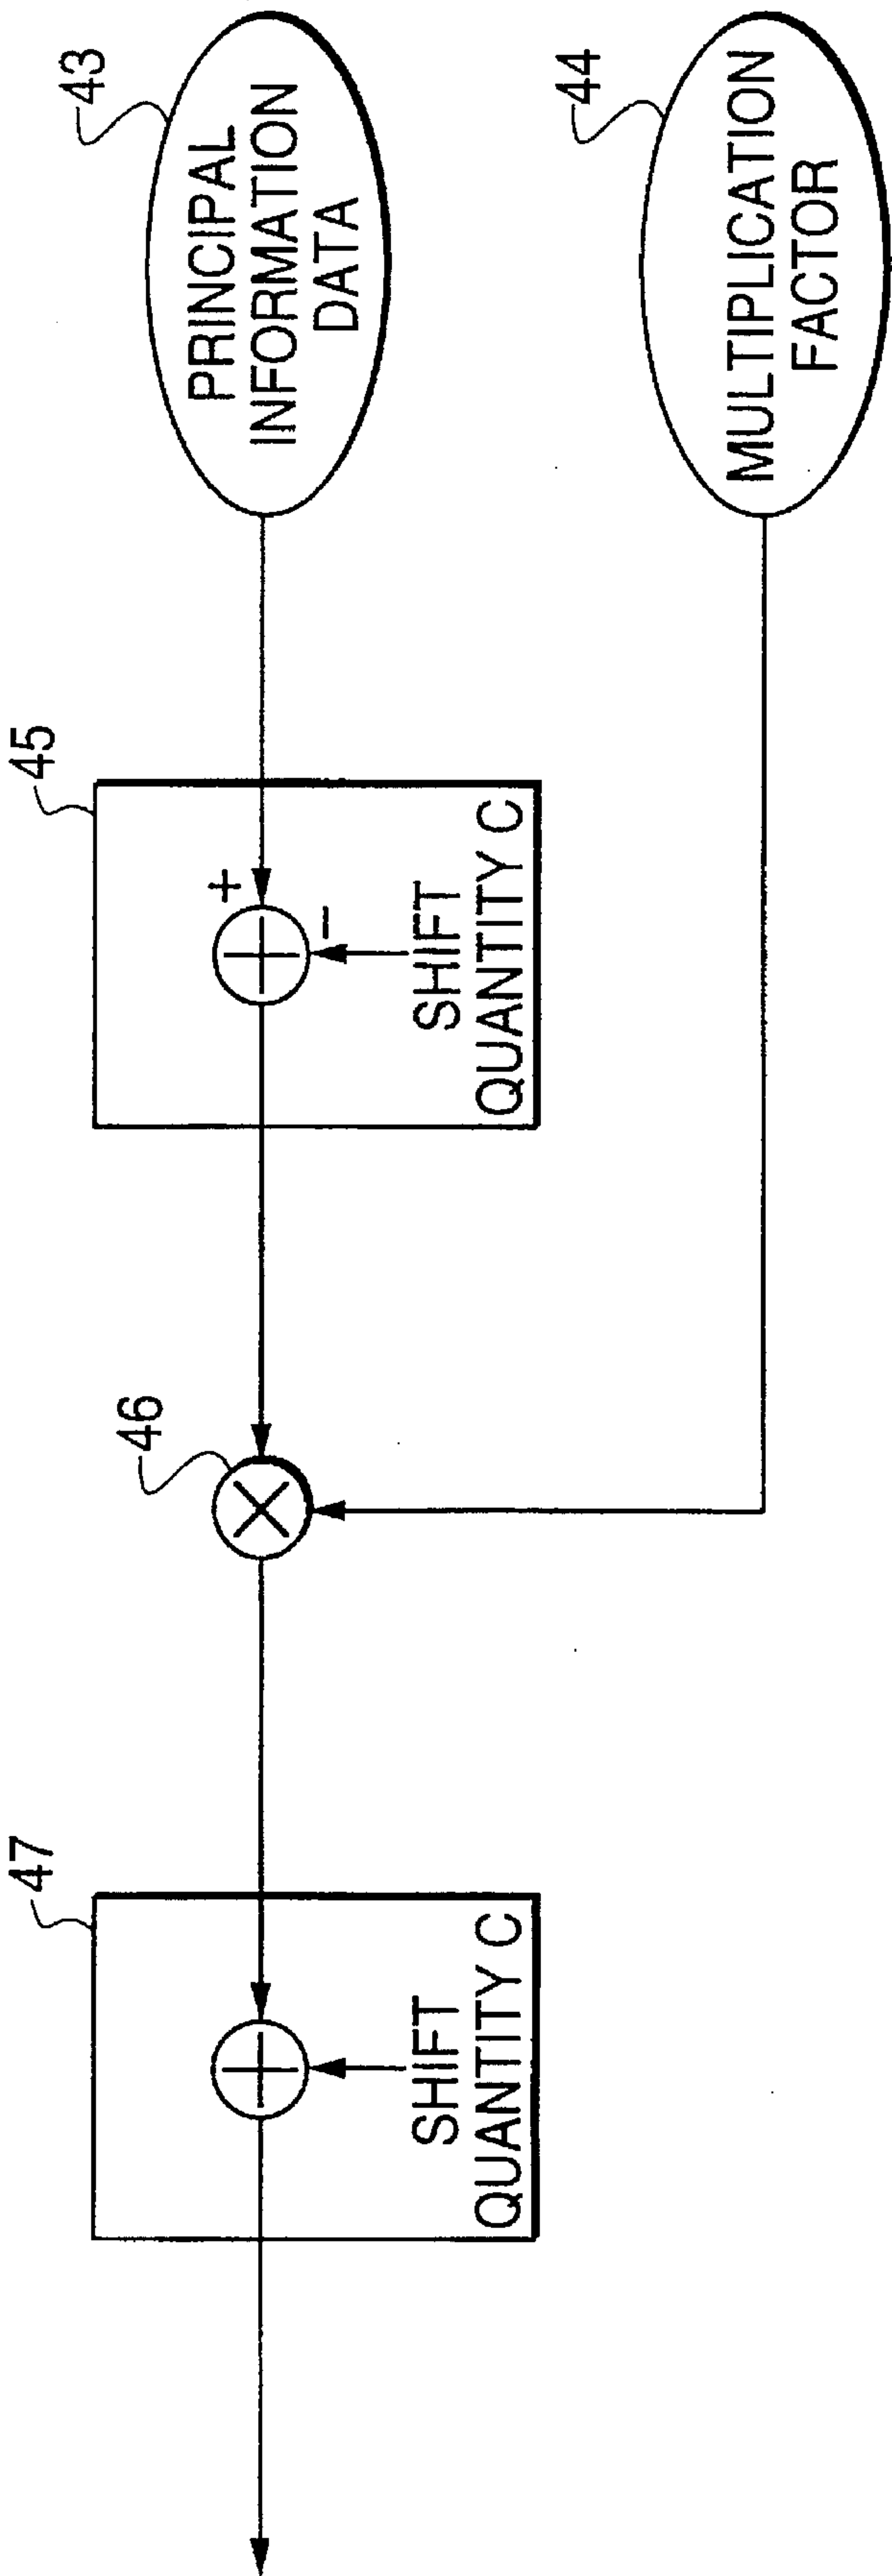 43
PRINCIPAL
INFORMATION
DATA
44
MULTIPLICATION
FACTOR
45
+
−
SHIFT
QUANTITY C
46
47
SHIFT
QUANTITY C